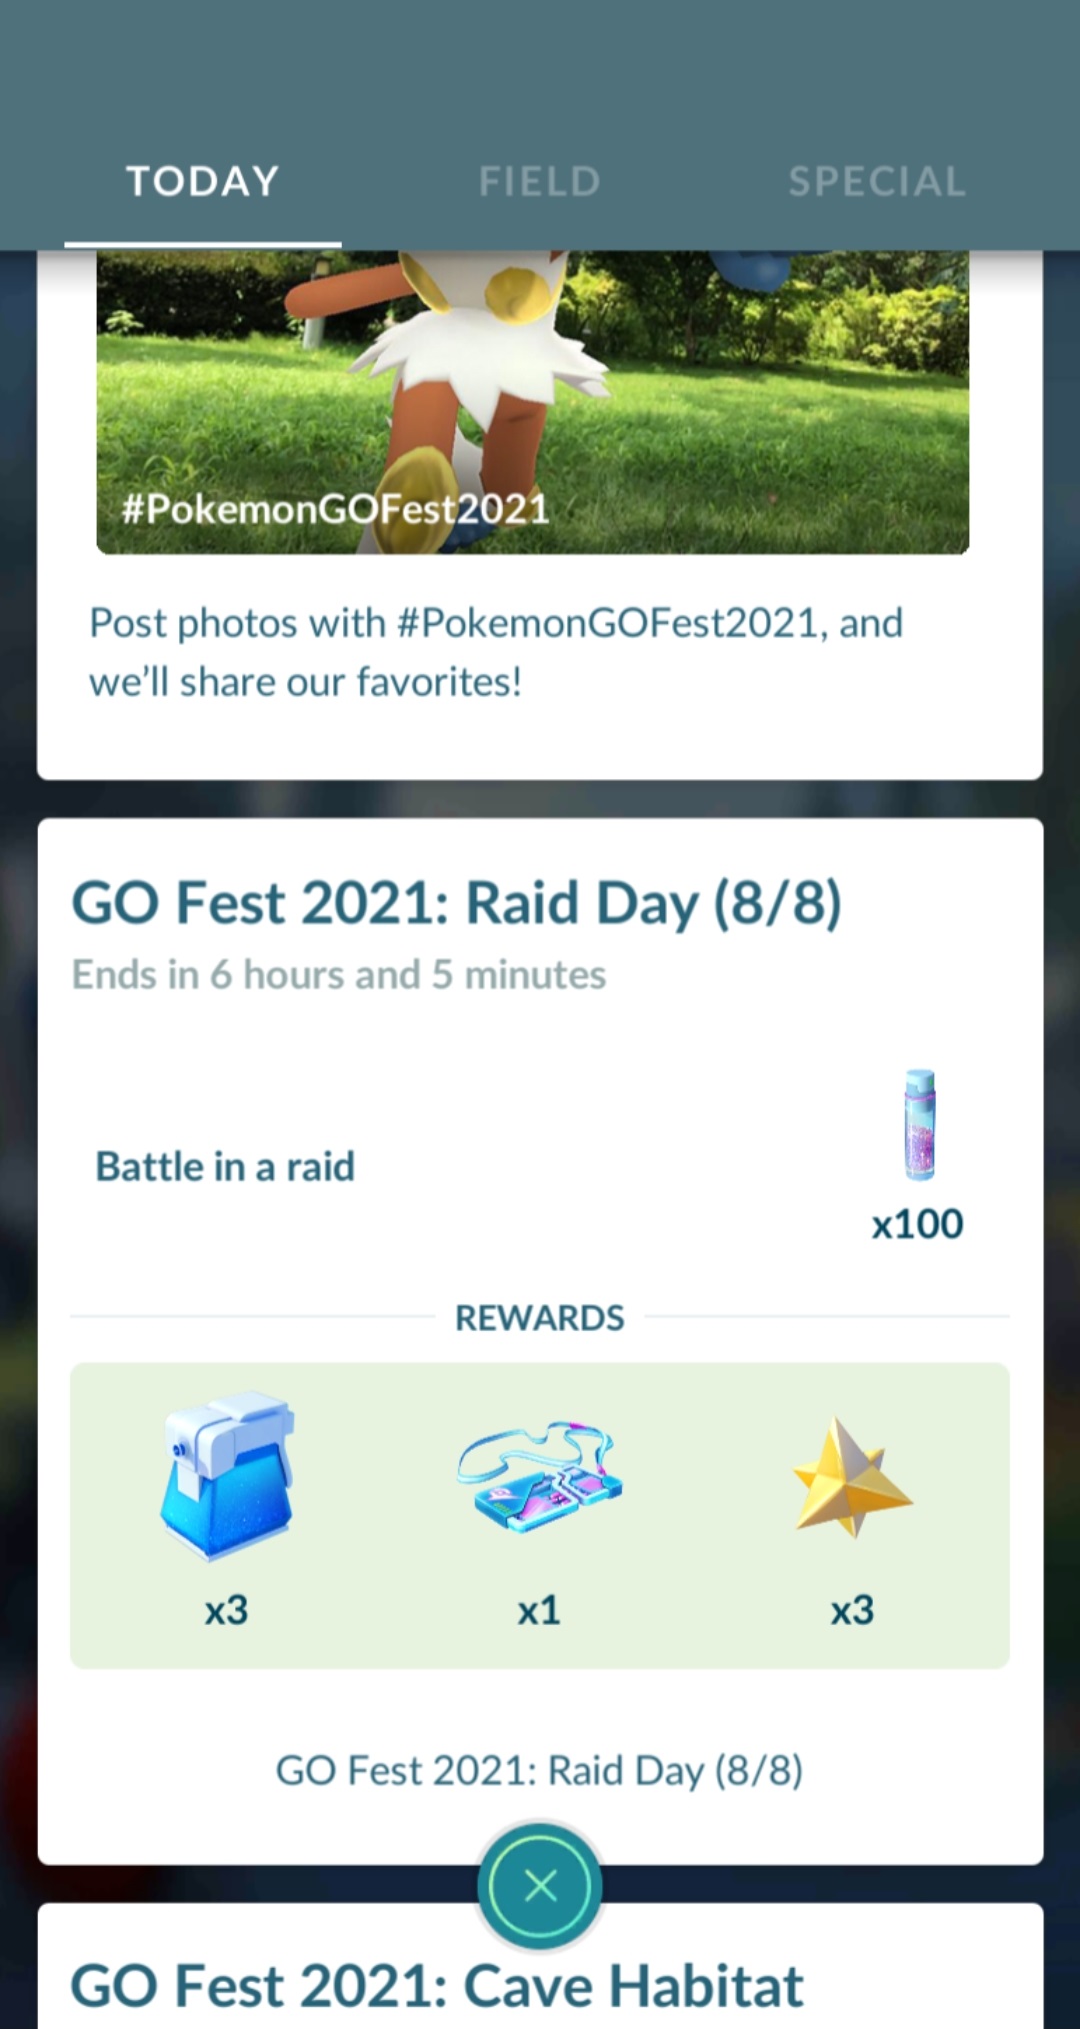 TODAY
FIELD
SPECIAL
#PokemonGOFest2021
Post photos with #PokemonGOFest2021, and
we’ll share our favorites!
GO Fest 2021: Raid Day (8/8)
Ends in 6 hours and 5 minutes
Battle in a raid
x100
REWARDS
x3
x1
x3
GO Fest 2021: Raid Day (8/8)
GO Fest 2021: Cave Habitat